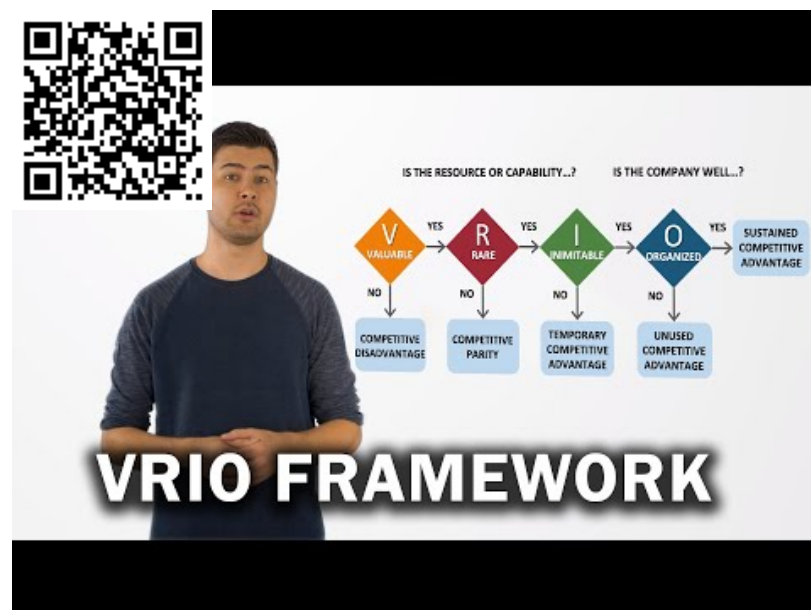 IS THE RESOURCE OR CAPABILITY...?
IS THE COMPANY WELL...?
V
VALUABLE
YES
R
RARE
YES
I
INIMITABLE
YES
O
ORGANIZED
YES
SUSTAINED
COMPETITIVE
ADVANTAGE
NO
NO
NO
NO
COMPETITIVE
DISADVANTAGE
COMPETITIVE
PARITY
TEMPORARY
COMPETITIVE
ADVANTAGE
UNUSED
COMPETITIVE
ADVANTAGE
VRIO FRAMEWORK